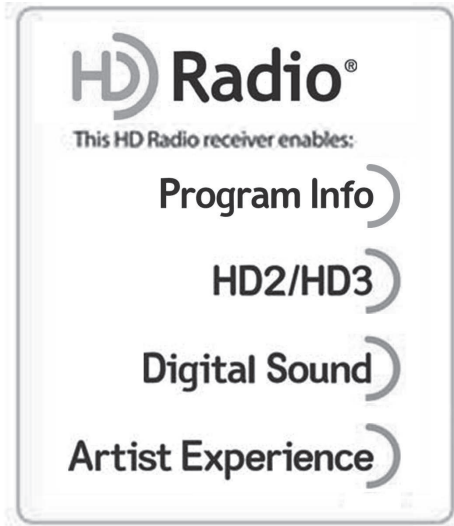 HD Radio®
This HD Radio receiver enables:
Program Info
HD2/HD3
Digital Sound
Artist Experience